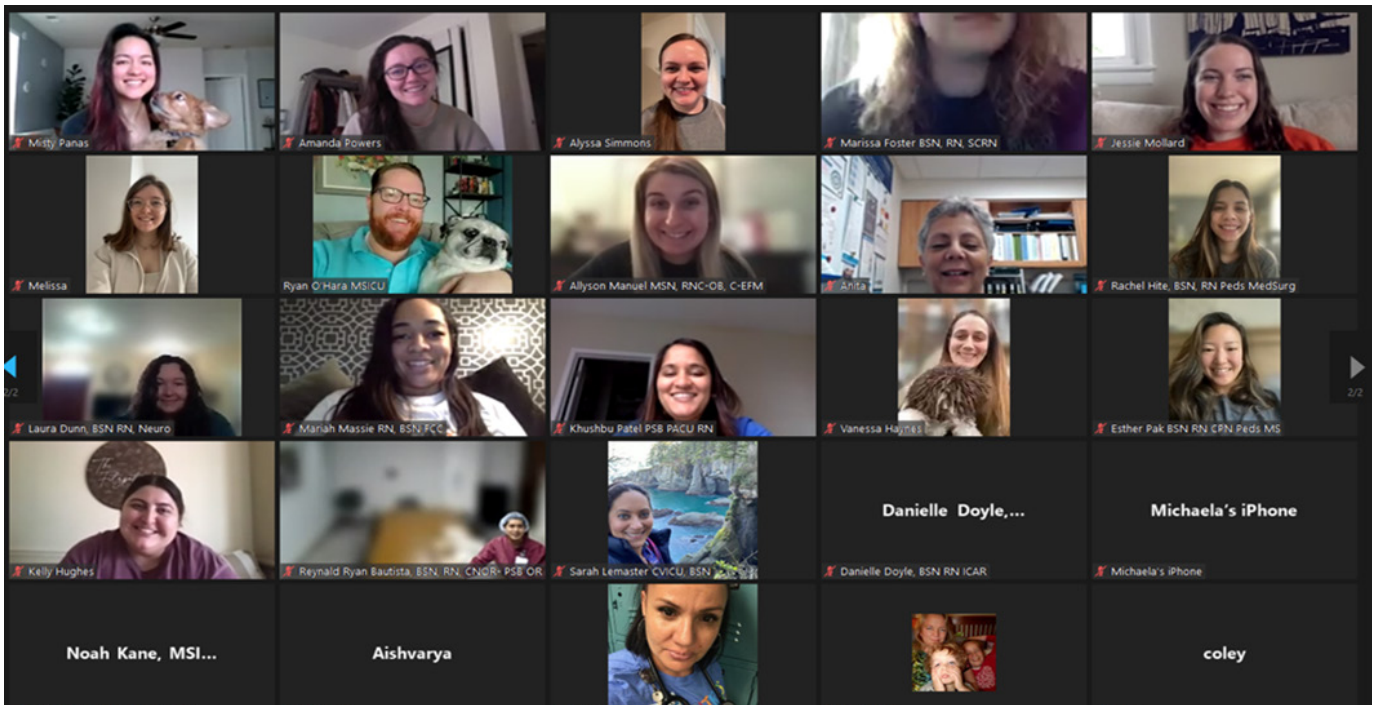 Misty Panas
Amanda Powers
Alyssa Simmons
Marissa Foster BSN, RN, SCRN
Jessie Mollard
Melissa
Ryan O'Hara MSICU
Allyson Manuel MSN, RNC-OB, C-EFM
Anita
Rachel Hite, BSN, RN Peds MedSurg
2/2
2/2
Laura Dunn, BSN RN, Neuro
Mariah Massie RN, BSN FCC
Khushbu Patel PSB PACU RN
Vanessa Haynes
Esther Pak BSN RN CPN Peds MS
The
Kelly Hughes
Reynald Ryan Bautista, BSN, RN, CNOR- PSB OR
Sarah Lemaster CVICU, BSN
Danielle Doyle,...
Danielle Doyle, BSN RN ICAR
Michaela's iPhone
Michaela's iPhone
Noah Kane, MSI...
Aishvarya
coley